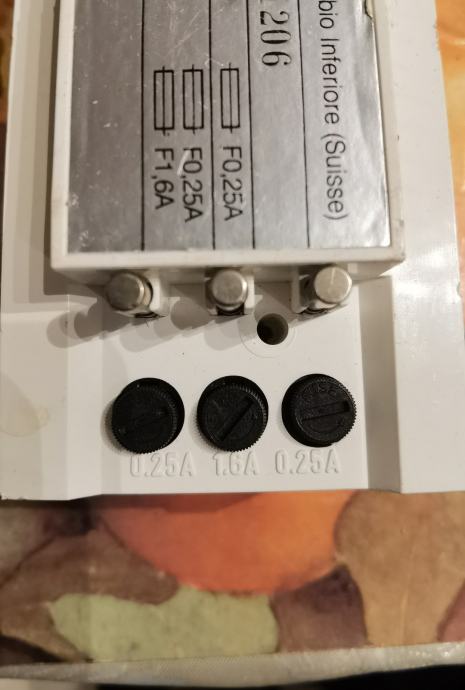 bio Inferiore (Suisse)
206
F0,25A
F0,25A
F1,6A
0.25A 1.6A 0.25A